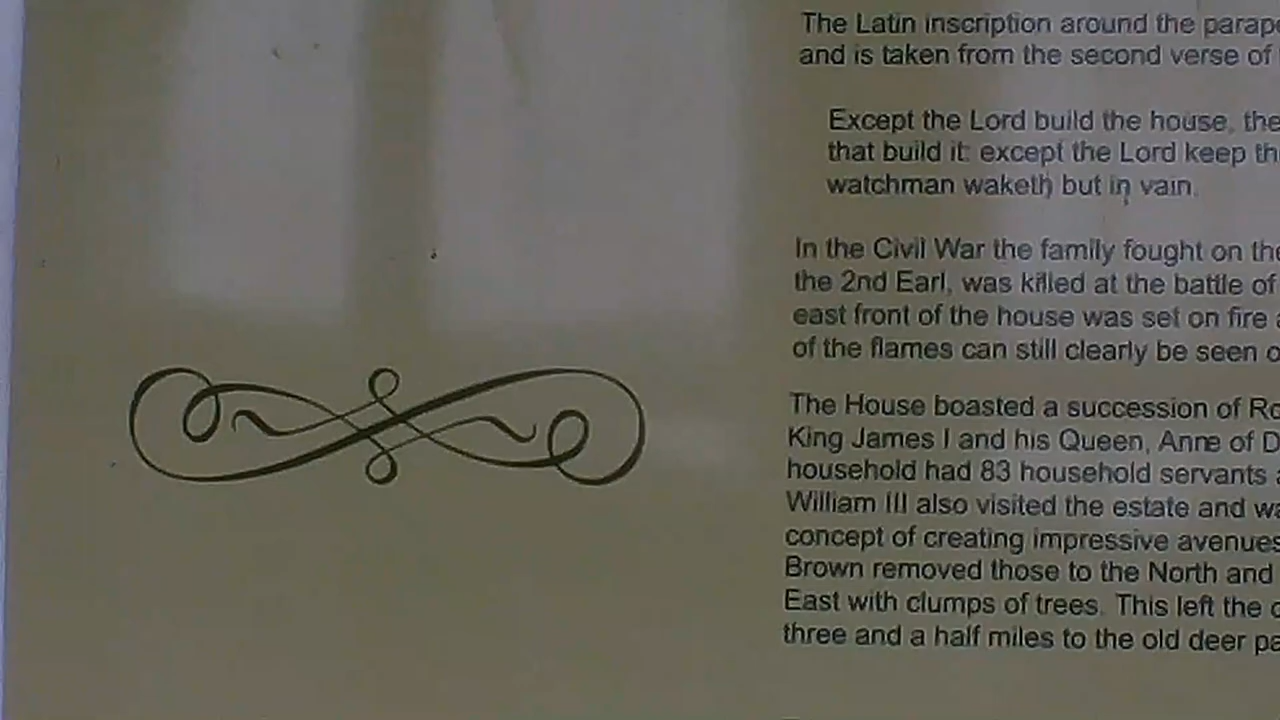 The Latin inscription around the
and is taken from the second verse of
Except the Lord build the house, the
that build it: except the Lord keep
watchman waketh but in vain.
In the Civil War the family fought on the
the 2nd Earl, was killed at the battle of
east front of the house was set on fire
of the flames can still clearly be seen
The House boasted a succession of
King James I and his Queen, Anne of
household had 83 household servants
William III also visited the estate and
concept of creating impressive avenues
Brown removed those to the North and
East with clumps of trees. This left the
three and a half miles to the old deer